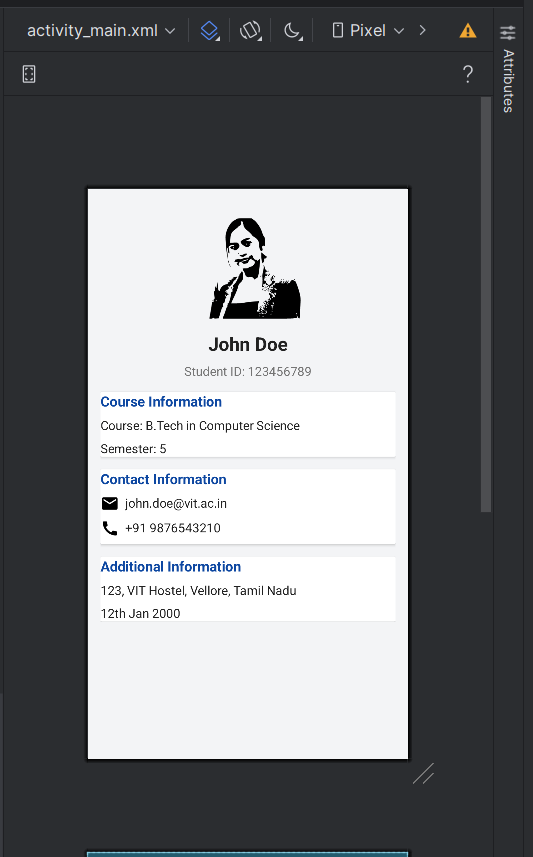 activity_main.xml
Pixel
?
Attributes
John Doe
Student ID: 123456789
Course Information
Course: B.Tech in Computer Science
Semester: 5
Contact Information
john.doe@vit.ac.in
+91 9876543210
Additional Information
123, VIT Hostel, Vellore, Tamil Nadu
12th Jan 2000